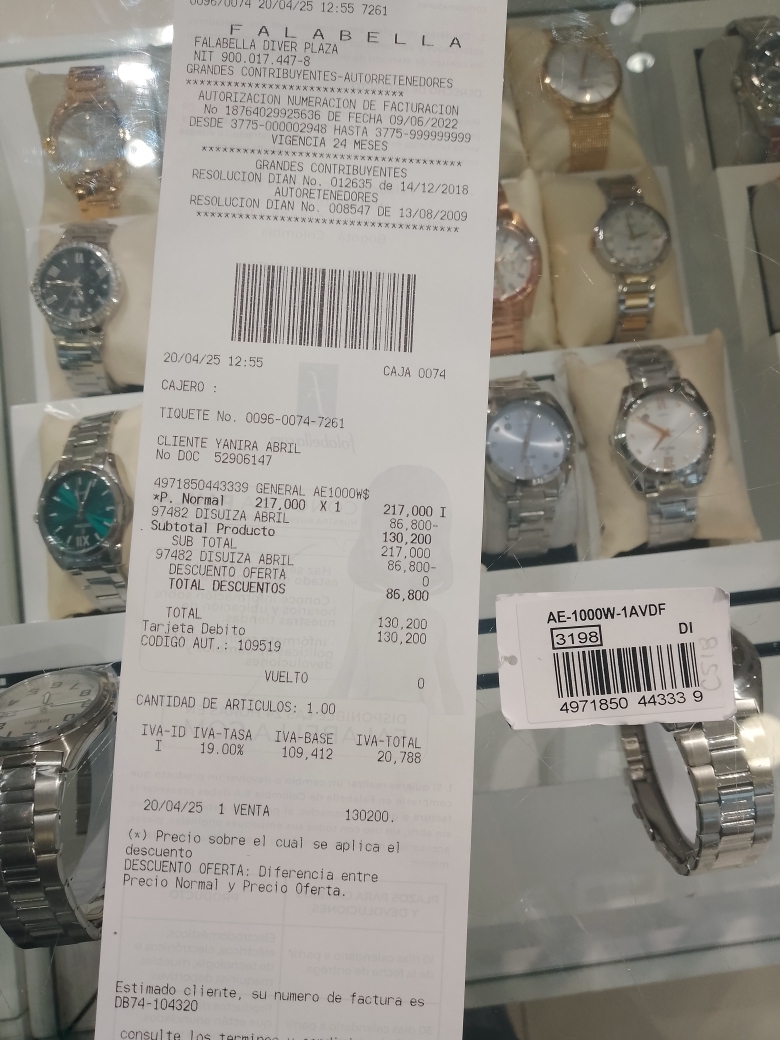 0096/0074 20/04/25 12:55 7261
F A L A B E L L A
FALABELLA DIVER PLAZA
NIT 900.017.447-8
GRANDES CONTRIBUYENTES-AUTORRETENEDORES
*******************************
AUTORIZACION NUMERACION DE FACTURACION
No 18764029925636 DE FECHA 09/06/2022
DESDE 3775-000002948 HASTA 3775-999999999
VIGENCIA 24 MESES
*********************************
GRANDES CONTRIBUYENTES
RESOLUCION DIAN No. 012635 de 14/12/2018
AUTORETENEDORES
RESOLUCION DIAN No. 008547 DE 13/08/2009
*********************************
20/04/25 12:55 CAJA 0074
CAJERO :
TIQUETE No. 0096-0074-7261
CLIENTE YANIRA ABRIL
No DOC 52906147
4971850443339 GENERAL AE1000W$
*P. Normal 217,000 X 1 217,000 I
97482 DISUIZA ABRIL 86,800-
Subtotal Producto 130,200
SUB TOTAL 217,000
97482 DISUIZA ABRIL 86,800-
DESCUENTO OFERTA 0
TOTAL DESCUENTOS 86,800
TOTAL 130,200
Tarjeta Debito 130,200
CODIGO AUT.: 109519
VUELTO 0
CANTIDAD DE ARTICULOS: 1.00
IVA-ID IVA-TASA IVA-BASE IVA-TOTAL
I 19.00% 109,412 20,788
20/04/25 1 VENTA 130200.
(*) Precio sobre el cual se aplica el
descuento
DESCUENTO OFERTA: Diferencia entre
Precio Normal y Precio Oferta.
Estimado cliente, su numero de factura es
DB74-104320
consulte los terminos y
AE-1000W-1AVDF
3198 DI
4971850 44333 9